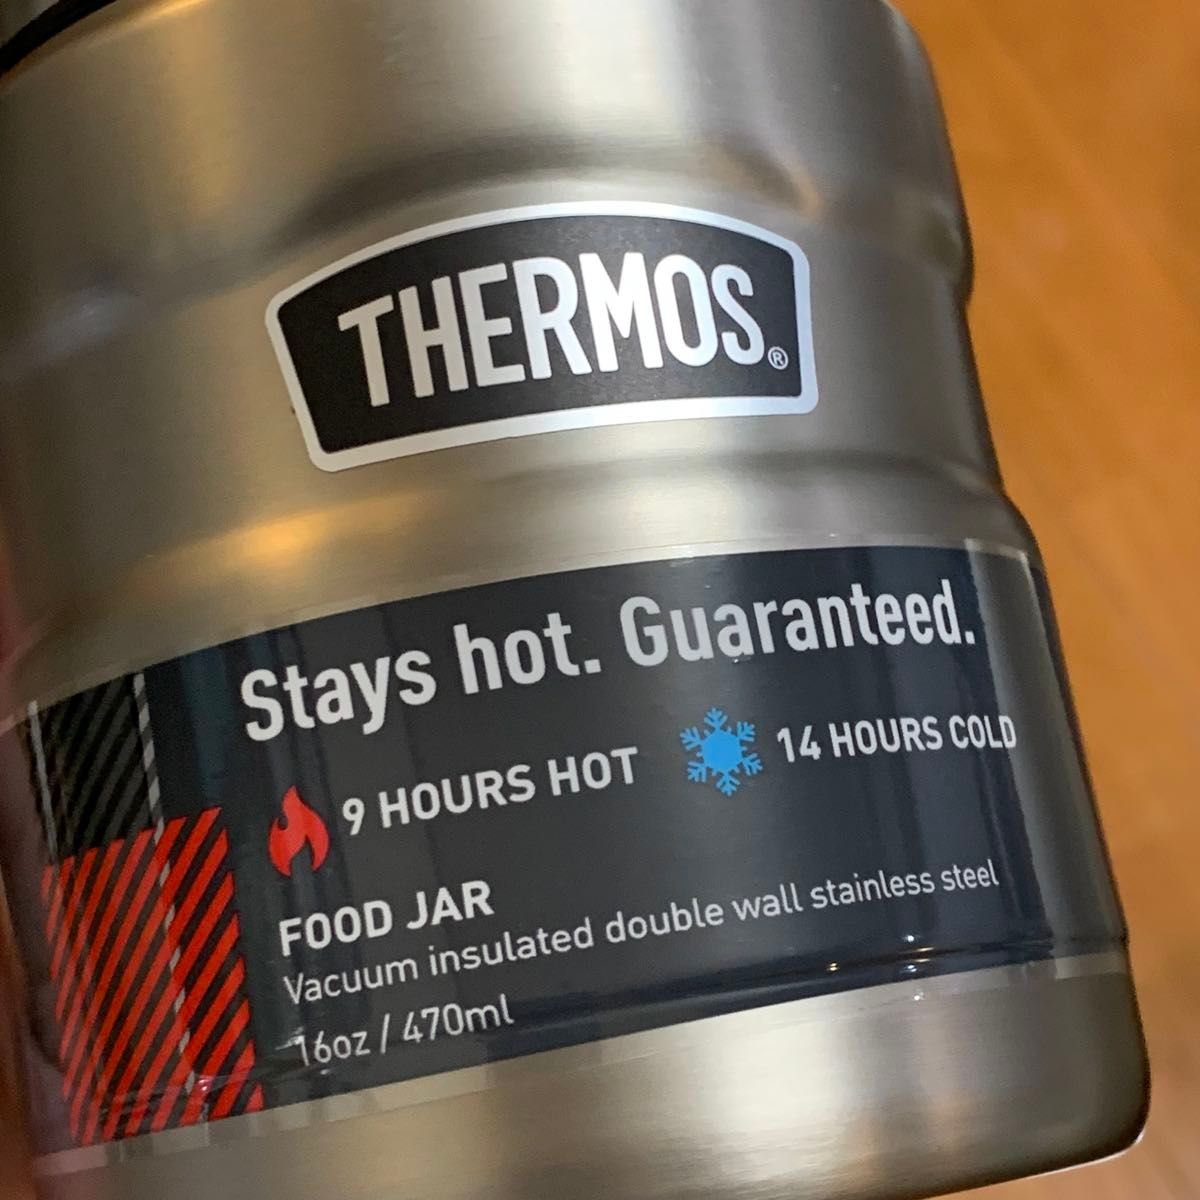 THERMOS®
Stays hot. Guaranteed.
9 HOURS HOT
14 HOURS COLD
FOOD JAR
Vacuum insulated double wall stainless steel
16oz / 470ml